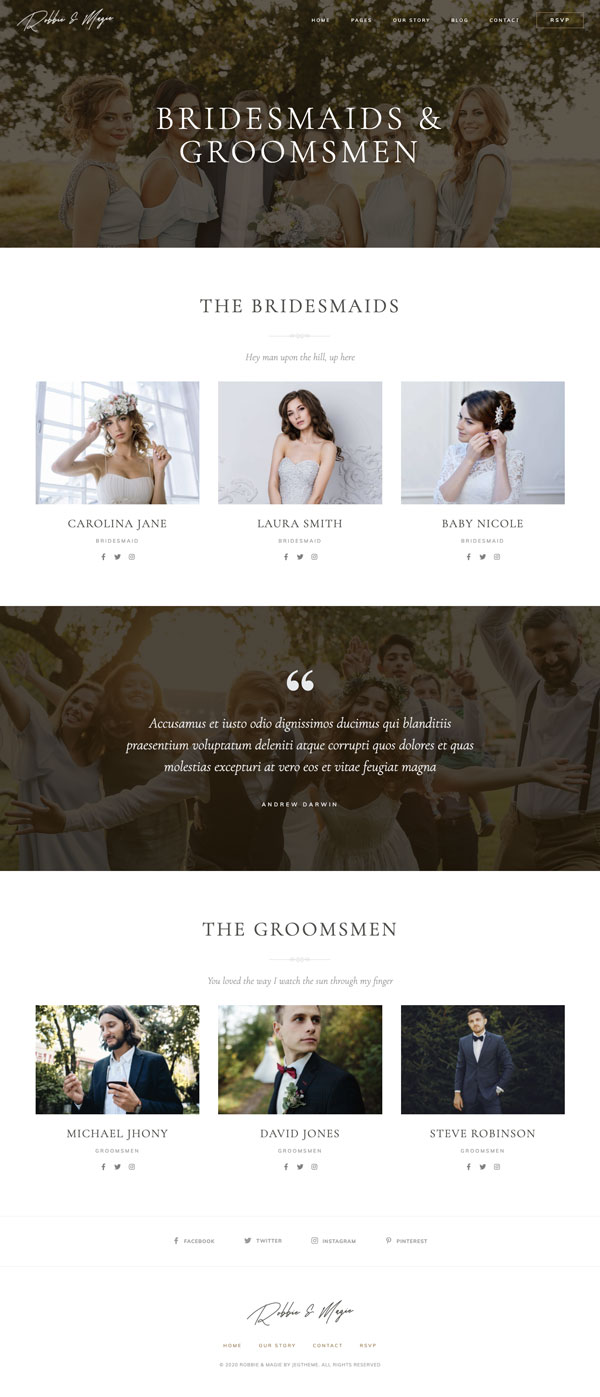 Robbie & Magie
HOME PAGES OUR STORY BLOG CONTACT RSVP
BRIDESMAIDS &
GROOMSMEN
THE BRIDESMAIDS
Hey man upon the hill, up here
CAROLINA JANE LAURA SMITH BABY NICOLE
BRIDESMAID BRIDESMAID BRIDESMAID
“
Accusamus et iusto odio dignissimos ducimus qui blanditiis
praesentium voluptatum deleniti atque corrupti quos dolores et quas
molestias excepturi at vero eos et vitae feugiat magna
ANDREW DARWIN
THE GROOMSMEN
You loved the way I watch the sun through my finger
MICHAEL JHONY DAVID JONES STEVE ROBINSON
GROOMSMEN GROOMSMEN GROOMSMEN
FACEBOOK TWITTER INSTAGRAM PINTEREST
Robbie & Magie
HOME OUR STORY CONTACT RSVP
© 2020 ROBBIE & MAGIE BY JEGTHEME. ALL RIGHTS RESERVED